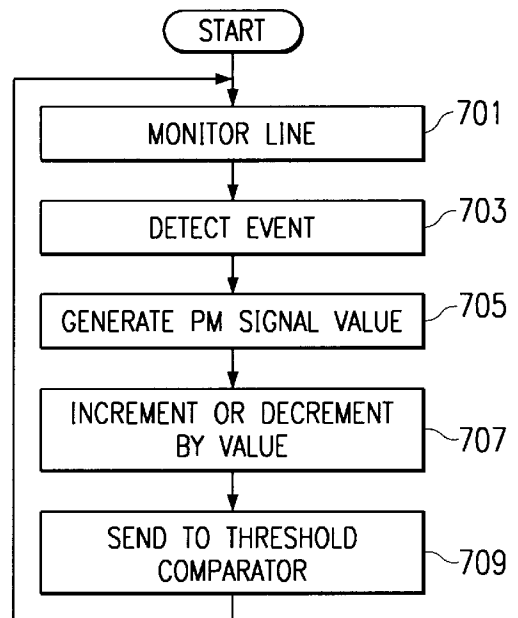 START
MONITOR LINE
701
DETECT EVENT
703
GENERATE PM SIGNAL VALUE
705
INCREMENT OR DECREMENT
BY VALUE
707
SEND TO THRESHOLD
COMPARATOR
709